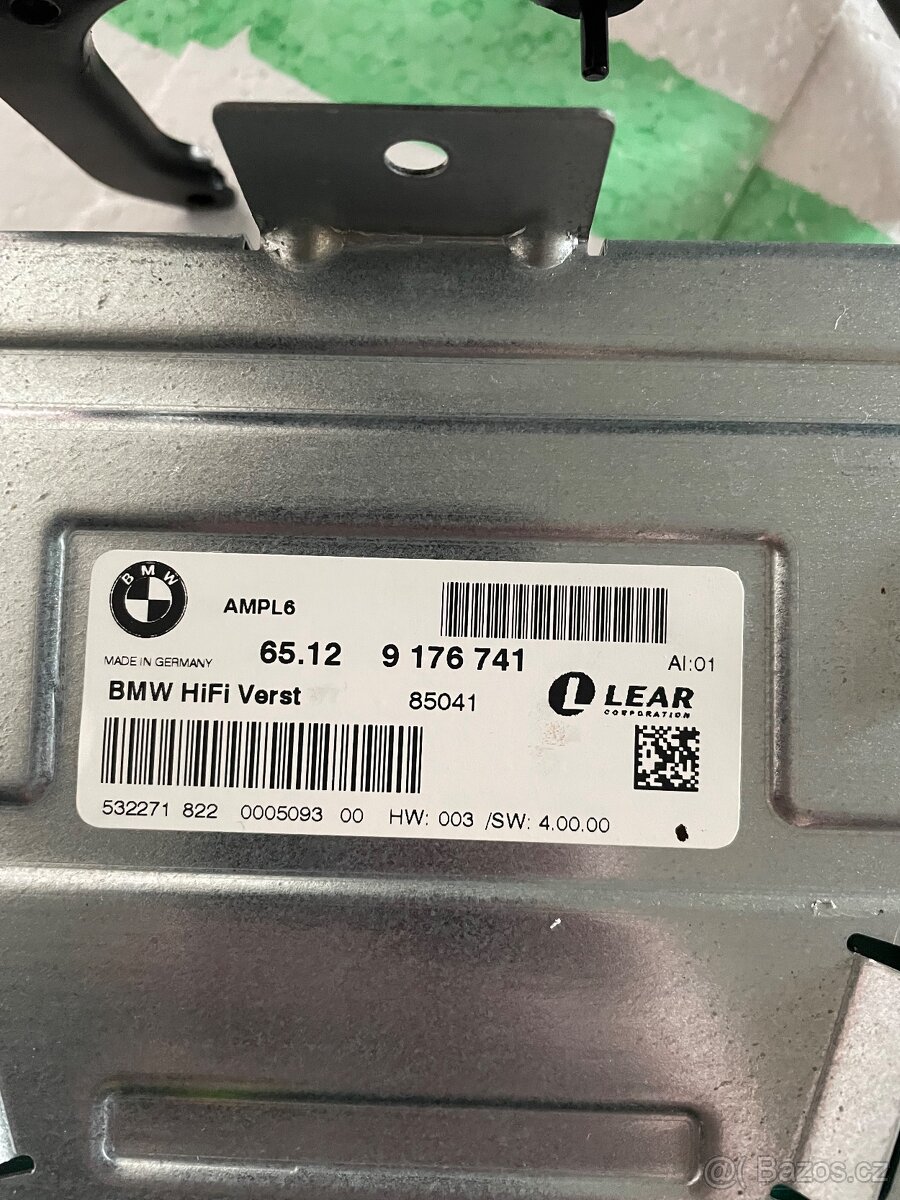 BMW
AMPL6
65.12 9 176 741
MADE IN GERMANY
AI:01
BMW HiFi Verst
85041
LEAR
CORPORATION
532271 822 0005093 00 HW: 003 /SW: 4.00.00
@ Bazos.cz